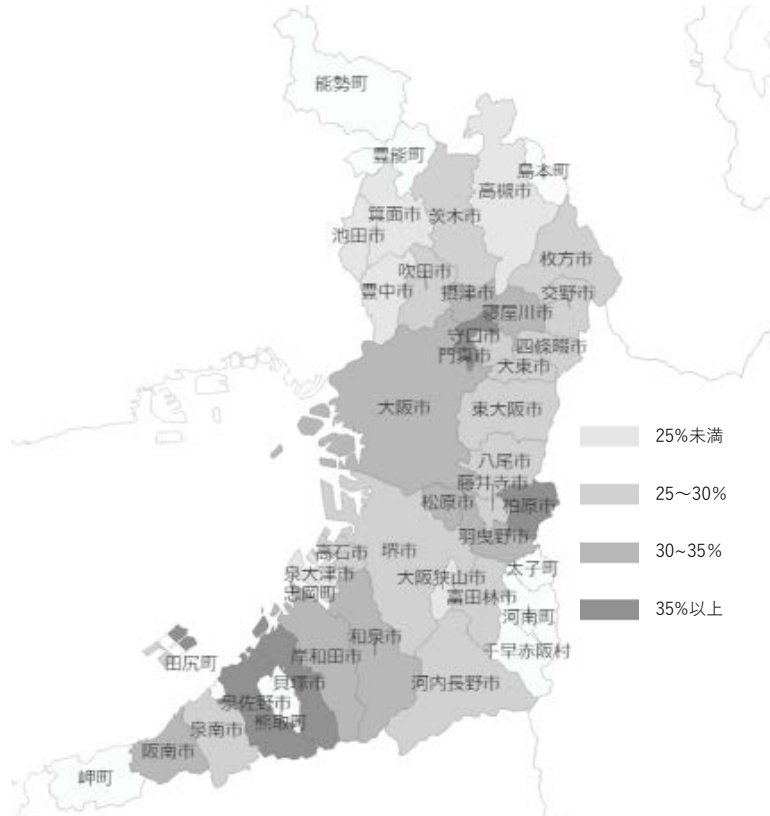 能勢町
豊能町
島本町
高槻市
箕面市
茨木市
池田市
枚方市
吹田市
豊中市
摂津市
交野市
寝屋川市
守口市
門真市
四條畷市
大東市
大阪市
東大阪市
25%未満
八尾市
藤井寺市
25～30%
松原市
柏原市
羽曳野市
高石市
堺市
30~35%
太子町
泉大津市
大阪狭山市
忠岡町
富田林市
河南町
35%以上
和泉市
岸和田市
千早赤阪村
田尻町
貝塚市
河内長野市
泉佐野市
熊取町
泉南市
阪南市
岬町